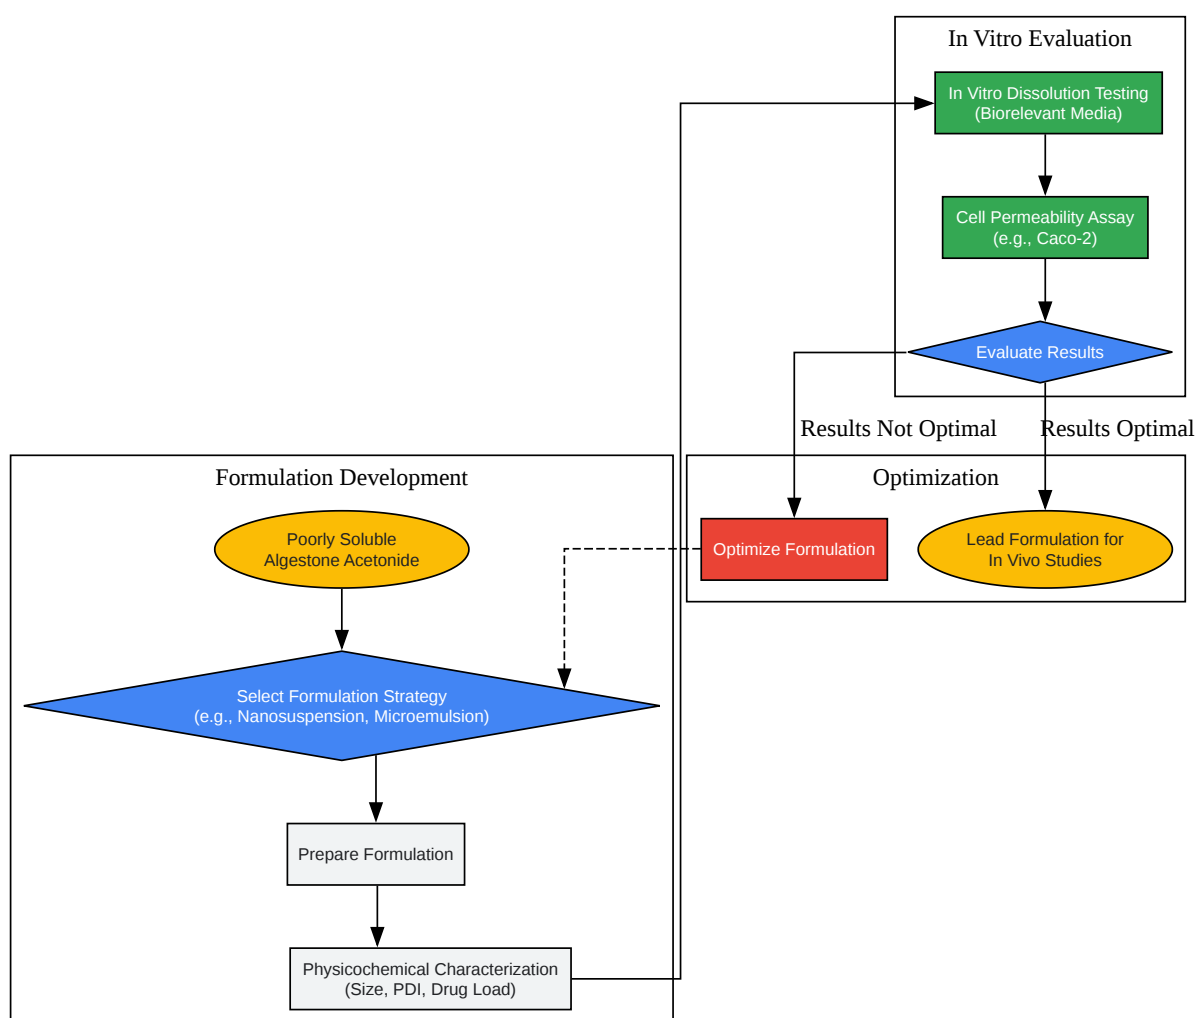 In Vitro Evaluation
In Vitro Dissolution Testing
(Biorelevant Media)
Cell Permeability Assay
(e.g., Caco-2)
Evaluate Results
Results Not Optimal
Results Optimal
Formulation Development
Optimization
Poorly Soluble
Algestone Acetonide
Optimize Formulation
Lead Formulation for
In Vivo Studies
Select Formulation Strategy
(e.g., Nanosuspension, Microemulsion)
Prepare Formulation
Physicochemical Characterization
(Size, PDI, Drug Load)